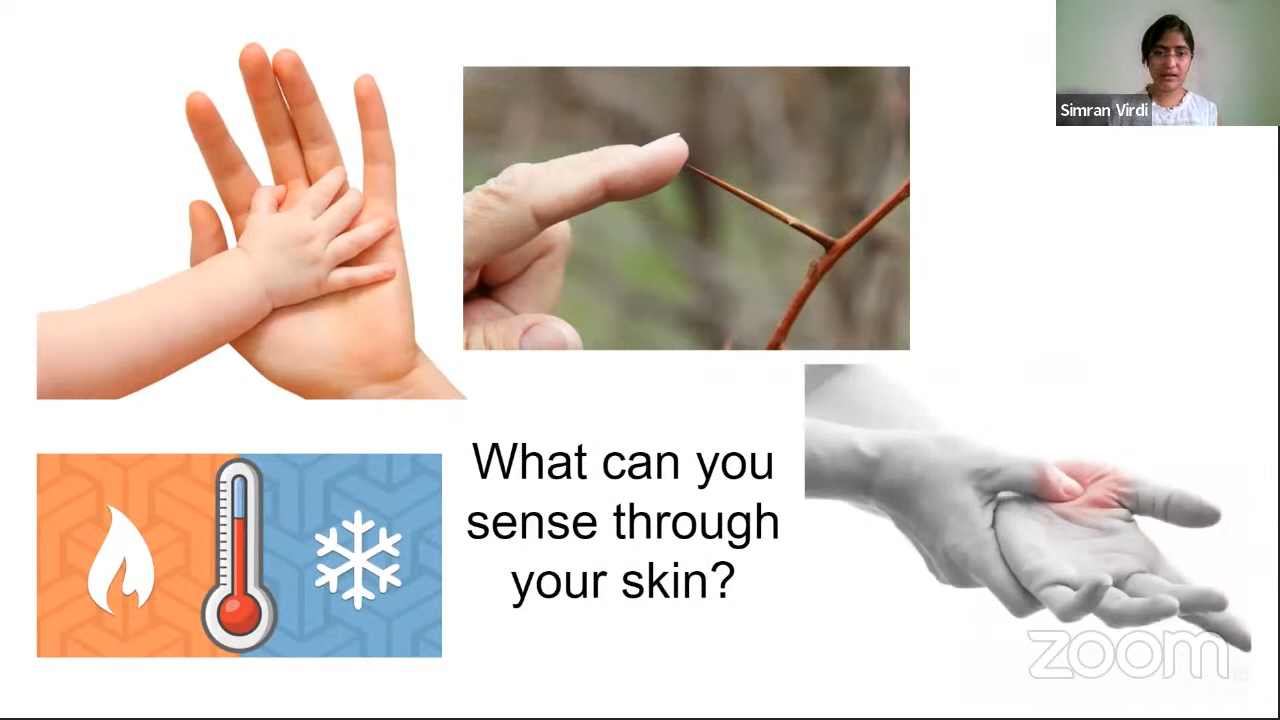 Simran Virdi
What can you
sense through
your skin?
zoom